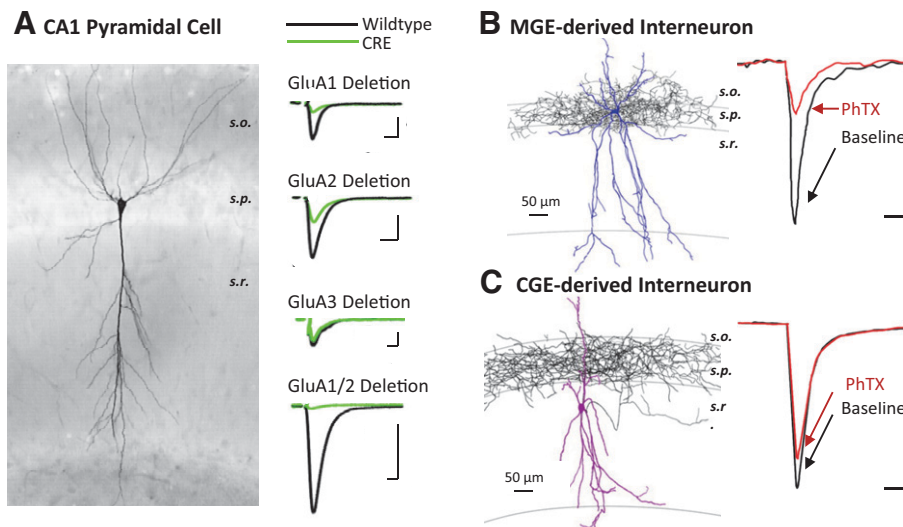 A CA1 Pyramidal Cell
Wildtype
CRE
GluA1 Deletion
GluA2 Deletion
GluA3 Deletion
GluA1/2 Deletion
s.o.
s.p.
s.r.
B MGE-derived Interneuron
s.o.
s.p.
s.r.
50 µm
PhTX
Baseline
C CGE-derived Interneuron
s.o.
s.p.
s.r
.
50 µm
PhTX
Baseline